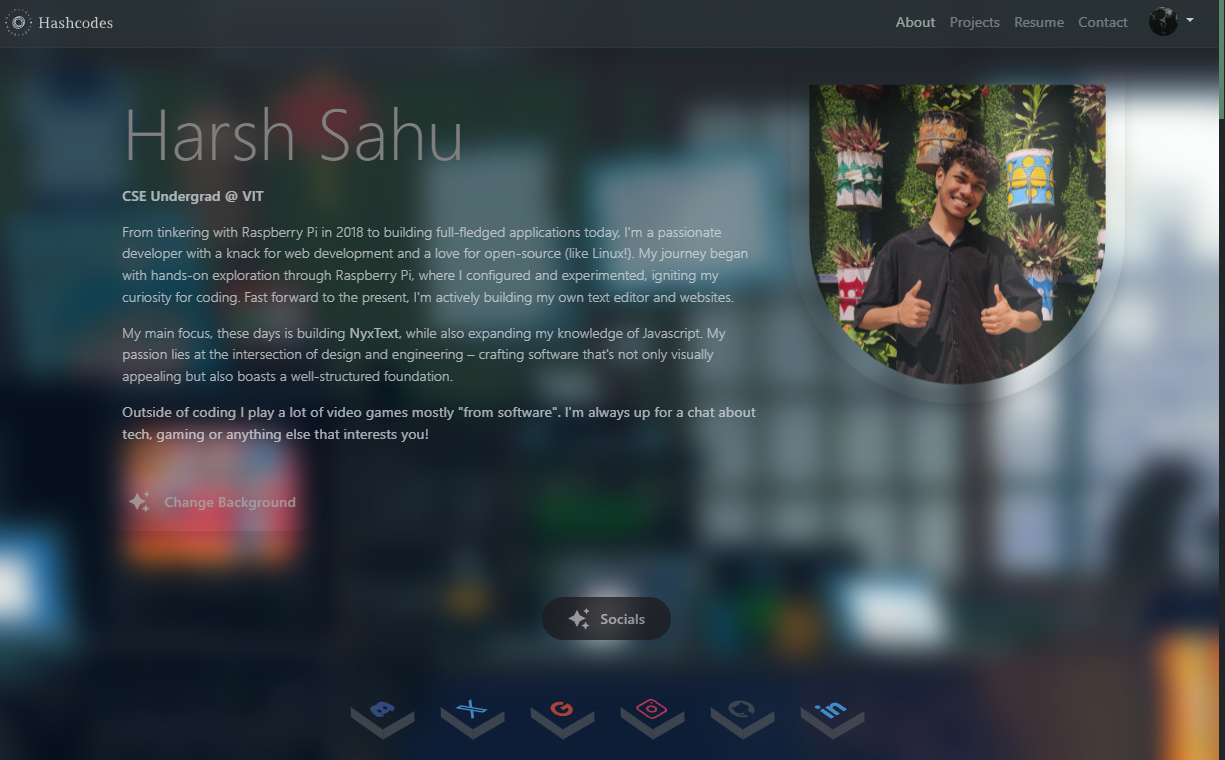 Hashcodes
About Projects Resume Contact
Harsh Sahu
CSE Undergrad @ VIT
From tinkering with Raspberry Pi in 2018 to building full-fledged applications today, I'm a passionate
developer with a knack for web development and a love for open-source (like Linux!). My journey began
with hands-on exploration through Raspberry Pi, where I configured and experimented, igniting my
curiosity for coding. Fast forward to the present, I'm actively building my own text editor and websites.
My main focus, these days is building NyxText, while also expanding my knowledge of Javascript. My
passion lies at the intersection of design and engineering – crafting software that's not only visually
appealing but also boasts a well-structured foundation.
Outside of coding I play a lot of video games mostly "from software". I'm always up for a chat about
tech, gaming or anything else that interests you!
Change Background
Socials